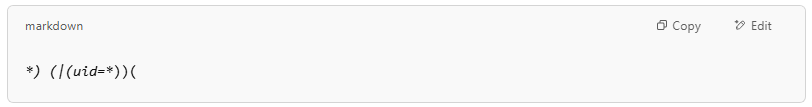 markdown
Copy
Edit
*) (|(uid=*))(